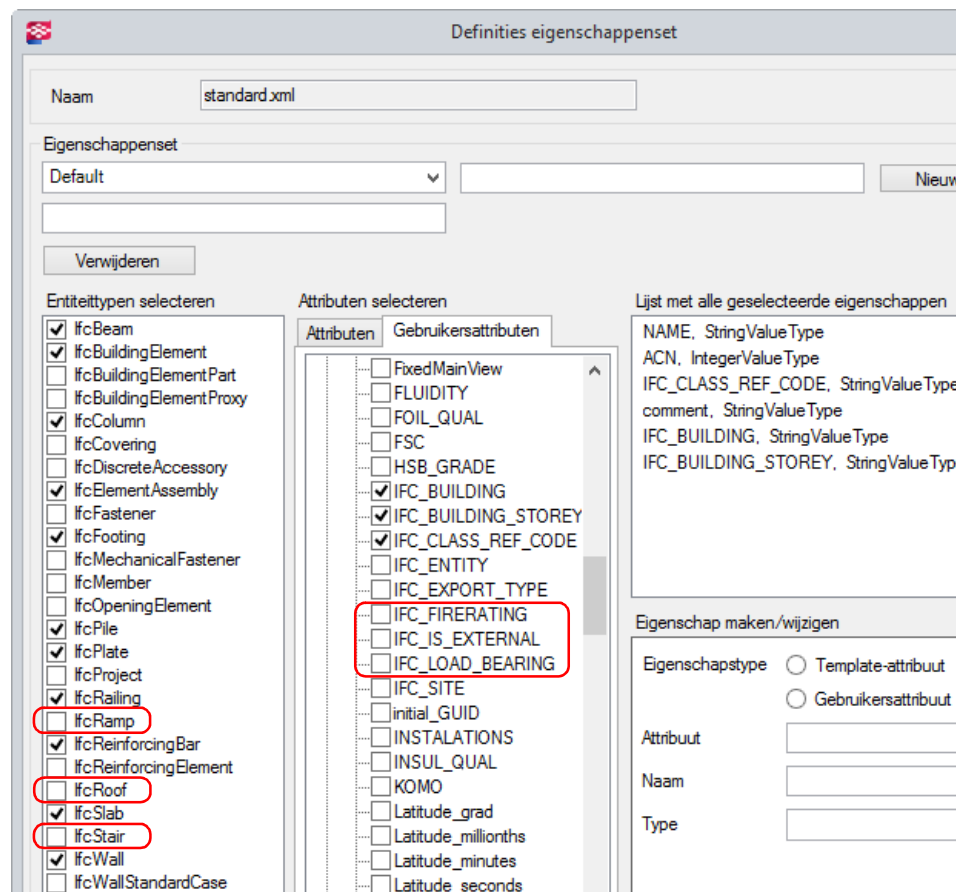 Definities eigenschappenset
Naam
standard.xml
Eigenschappenset
Default
Nieuw
Verwijderen
Entiteittypen selecteren
IfcBeam
IfcBuildingElement
IfcBuildingElementPart
IfcBuildingElementProxy
IfcColumn
IfcCovering
IfcDiscreteAccessory
IfcElementAssembly
IfcFastener
IfcFooting
IfcMechanicalFastener
IfcMember
IfcOpeningElement
IfcPile
IfcPlate
IfcProject
IfcRailing
IfcRamp
IfcReinforcingBar
IfcReinforcingElement
IfcRoof
IfcSlab
IfcStair
IfcWall
IfcWallStandardCase
Attributen selecteren
Attributen
Gebruikersattributen
FixedMainView
FLUIDITY
FOIL_QUAL
FSC
HSB_GRADE
IFC_BUILDING
IFC_BUILDING_STOREY
IFC_CLASS_REF_CODE
IFC_ENTITY
IFC_EXPORT_TYPE
IFC_FIRERATING
IFC_IS_EXTERNAL
IFC_LOAD_BEARING
IFC_SITE
initial_GUID
INSTALATIONS
INSUL_QUAL
KOMO
Latitude_grad
Latitude_millionths
Latitude_minutes
Latitude_seconds
Lijst met alle geselecteerde eigenschappen
NAME, StringValueType
ACN, IntegerValueType
IFC_CLASS_REF_CODE, StringValueType
comment, StringValueType
IFC_BUILDING, StringValueType
IFC_BUILDING_STOREY, StringValueTyp
Eigenschap maken/wijzigen
Eigenschapstype
Template-attribuut
Gebruikersattribuut
Attribuut
Naam
Type